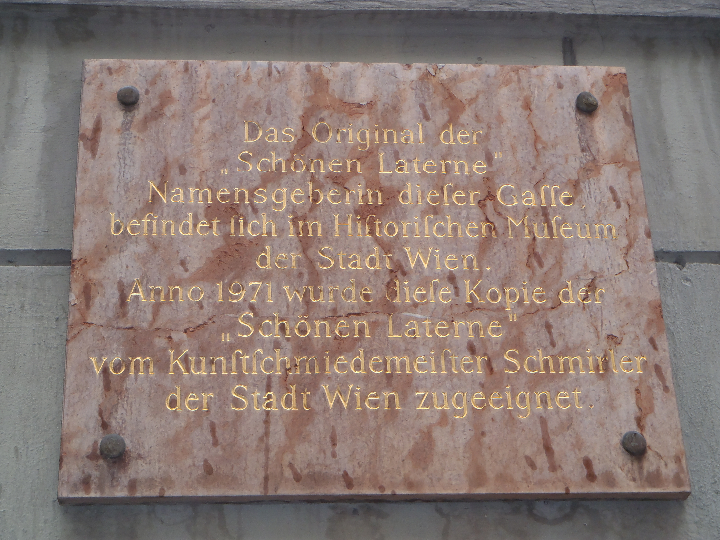 Das Original der
„Schönen Laterne"
Namensgeberin dieſer Gaſſe,
befindet ſich im Hiſtoriſchen Muſeum
der Stadt Wien.
Anno 1971 wurde dieſe Kopie der
„Schönen Laterne"
vom Kunſtſchmiedemeiſter Schmirler
der Stadt Wien zugeeignet.